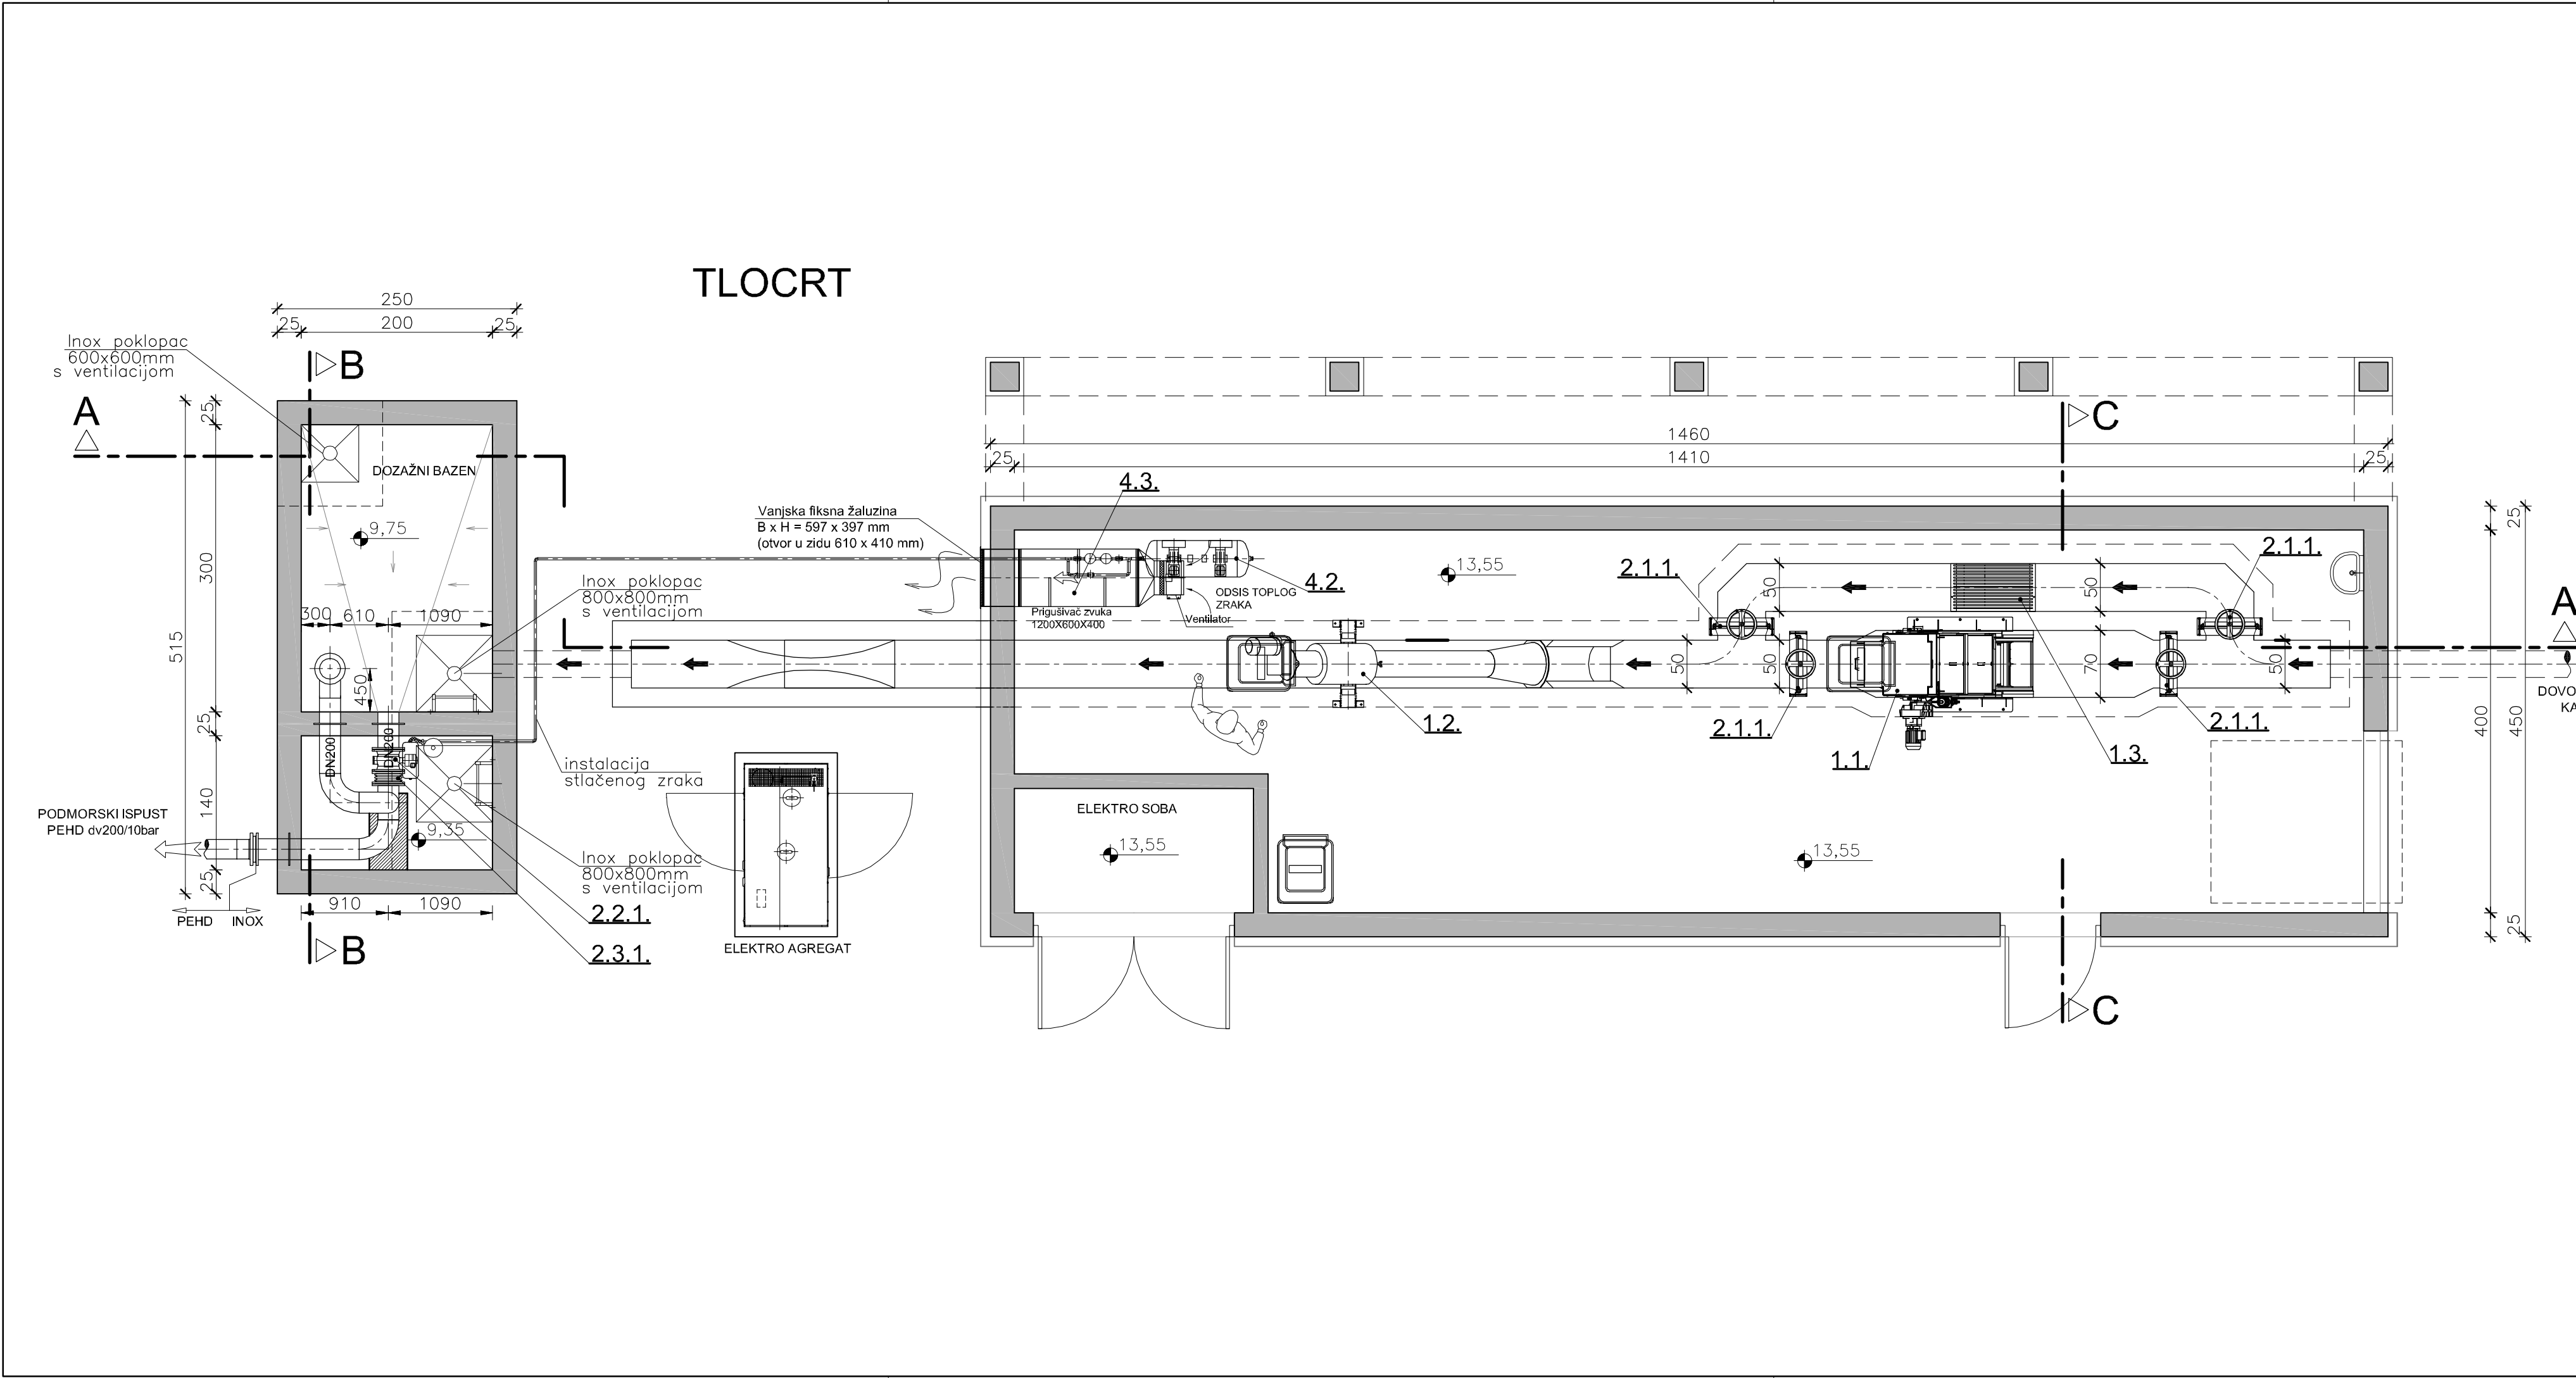 TLOCRT
250
25
200
25
Inox poklopac
600x600mm
s ventilacijom
B
A
C
1460
25
1410
25
25
515
300
DOZAŽNI BAZEN
9,75
4.3.
Vanjska fiksna žaluzina
B x H = 597 x 397 mm
(otvor u zidu 610 x 410 mm)
Inox poklopac
800x800mm
s ventilacijom
Prigušivač zvuka
1200X600X400
Ventilator
ODSIS TOPLOG
ZRAKA
4.2.
13,55
2.1.1.
50
50
2.1.1.
25
A
300
610
1090
450
50
50
70
50
DOVO
KA
400
450
25
25
1.2.
2.1.1.
1.1.
1.3.
2.1.1.
DN200
DN200
instalacija
stlačenog zraka
140
PODMORSKI ISPUST
PEHD dv200/10bar
9,35
ELEKTRO SOBA
13,55
13,55
Inox poklopac
800x800mm
s ventilacijom
25
910
1090
PEHD
INOX
2.2.1.
2.3.1.
ELEKTRO AGREGAT
B
C